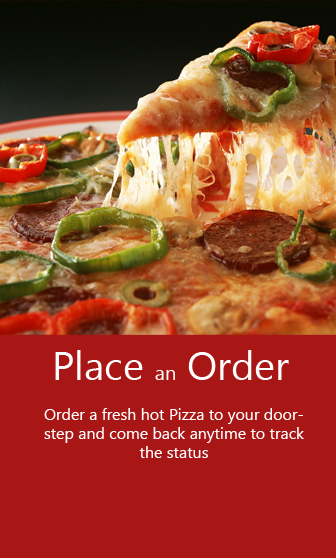 Place an Order
Order a fresh hot Pizza to your door-
step and come back anytime to track
the status